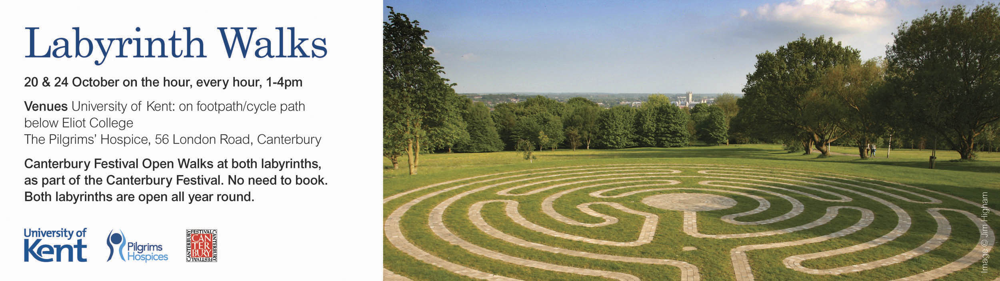 Labyrinth Walks
20 & 24 October on the hour, every hour, 1-4pm
Venues University of Kent: on footpath/cycle path
below Eliot College
The Pilgrims’ Hospice, 56 London Road, Canterbury
Canterbury Festival Open Walks at both labyrinths,
as part of the Canterbury Festival. No need to book.
Both labyrinths are open all year round.
University of
Kent
Pilgrims
Hospices
FESTIVAL
CANTERBURY
CANTERBURY
FESTIVAL
CAN
TER
BURY
Image © Jim Higham